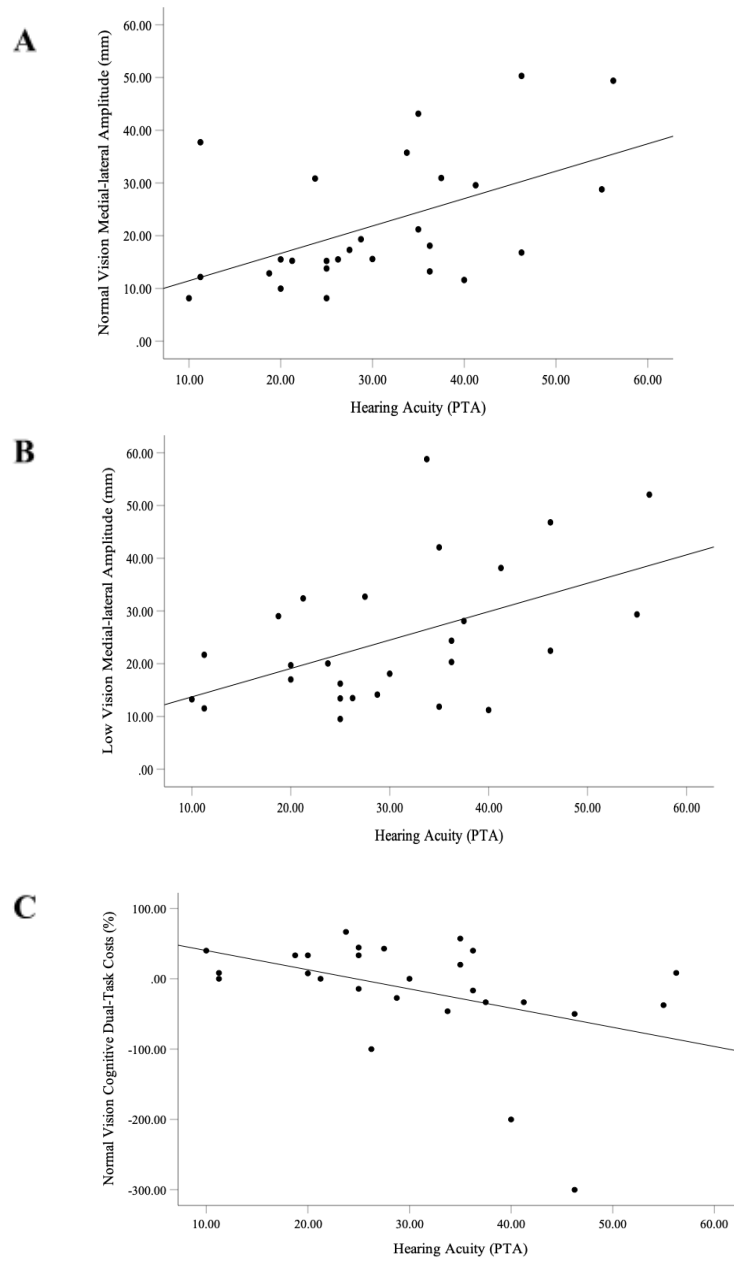 A
Normal Vision Medial-lateral Amplitude (mm)
60.00
50.00
40.00
30.00
20.00
10.00
.00
10.00 20.00 30.00 40.00 50.00 60.00
Hearing Acuity (PTA)
B
Low Vision Medial-lateral Amplitude (mm)
60.00
50.00
40.00
30.00
20.00
10.00
.00
10.00 20.00 30.00 40.00 50.00 60.00
Hearing Acuity (PTA)
C
Normal Vision Cognitive Dual-Task Costs (%)
100.00
.00
-100.00
-200.00
-300.00
10.00 20.00 30.00 40.00 50.00 60.00
Hearing Acuity (PTA)